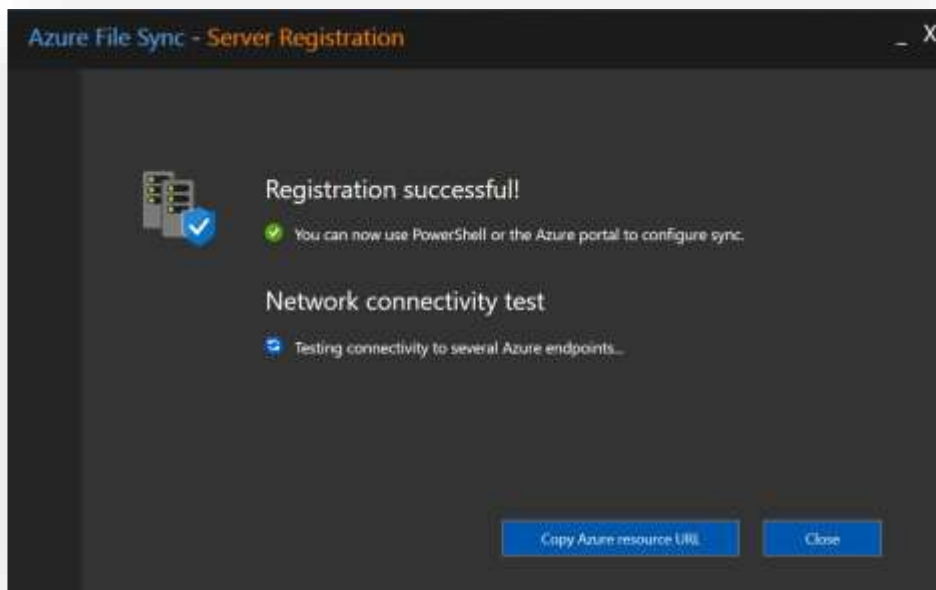 Azure File Sync - Server Registration
_ X
Registration successful!
You can now use PowerShell or the Azure portal to configure sync.
Network connectivity test
Testing connectivity to several Azure endpoints...
Copy Azure resource URL
Close